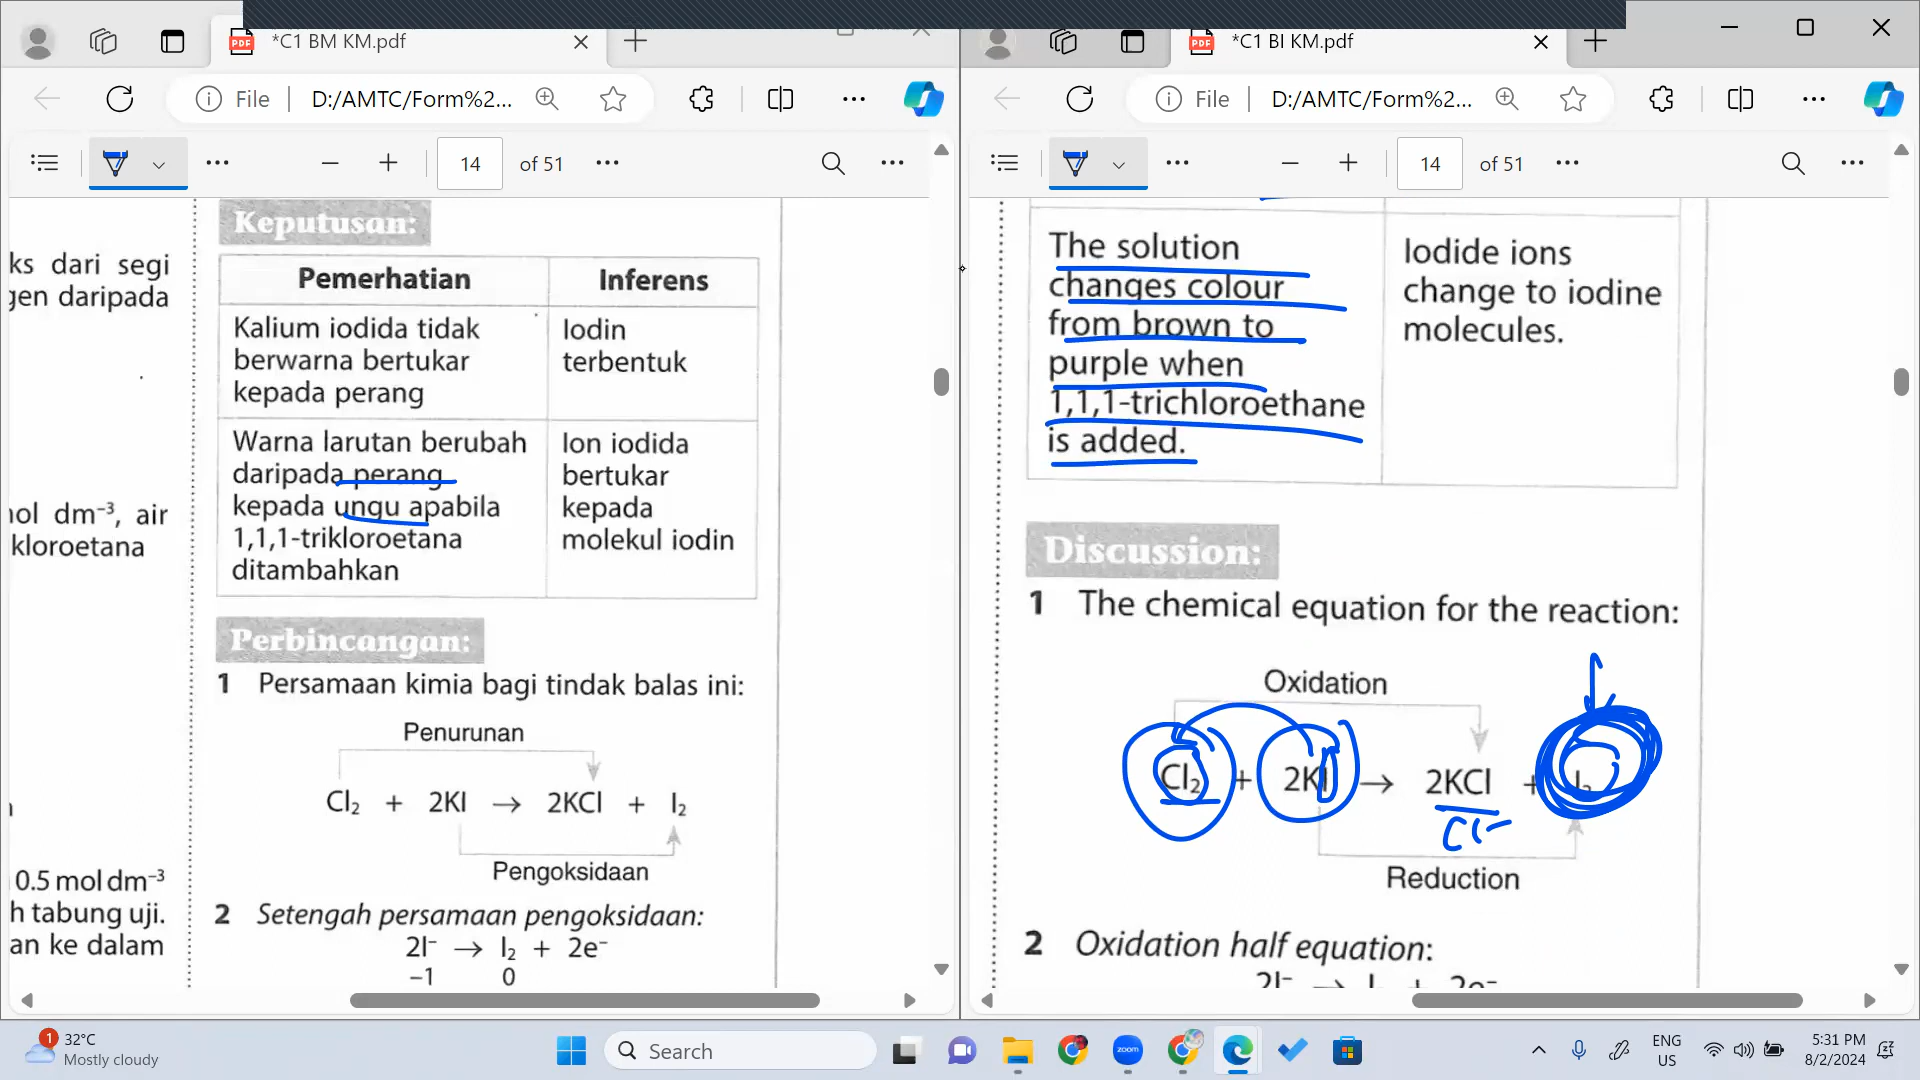 *C1 BM KM.pdf
File
D:/AMTC/Form%2...
14 of 51
ks dari segi
gen daripada
nol dm⁻³, air
kloroetana
0.5 mol dm⁻³
h tabung uji.
an ke dalam
Keputusan:
Pemerhatian
Inferens
Kalium iodida tidak
berwarna bertukar
kepada perang
Iodin
terbentuk
Warna larutan berubah
daripada perang
kepada ungu apabila
1,1,1-trikloroetana
ditambahkan
Ion iodida
bertukar
kepada
molekul iodin
Perbincangan:
1 Persamaan kimia bagi tindak balas ini:
Penurunan
Cl₂ + 2KI → 2KCl + I₂
Pengoksidaan
2 Setengah persamaan pengoksidaan:
2I⁻ → I₂ + 2e⁻
–1 0
*C1 BI KM.pdf
File
D:/AMTC/Form%2...
14 of 51
The solution
changes colour
from brown to
purple when
1,1,1-trichloroethane
is added.
Iodide ions
change to iodine
molecules.
Discussion:
1 The chemical equation for the reaction:
Oxidation
Cl₂ + 2KI → 2KCl + I₂
Cl⁻
Reduction
2 Oxidation half equation:
2I⁻ → I + 2e⁻
1
32°C
Mostly cloudy
Search
zoom
ENG
US
5:31 PM
8/2/2024